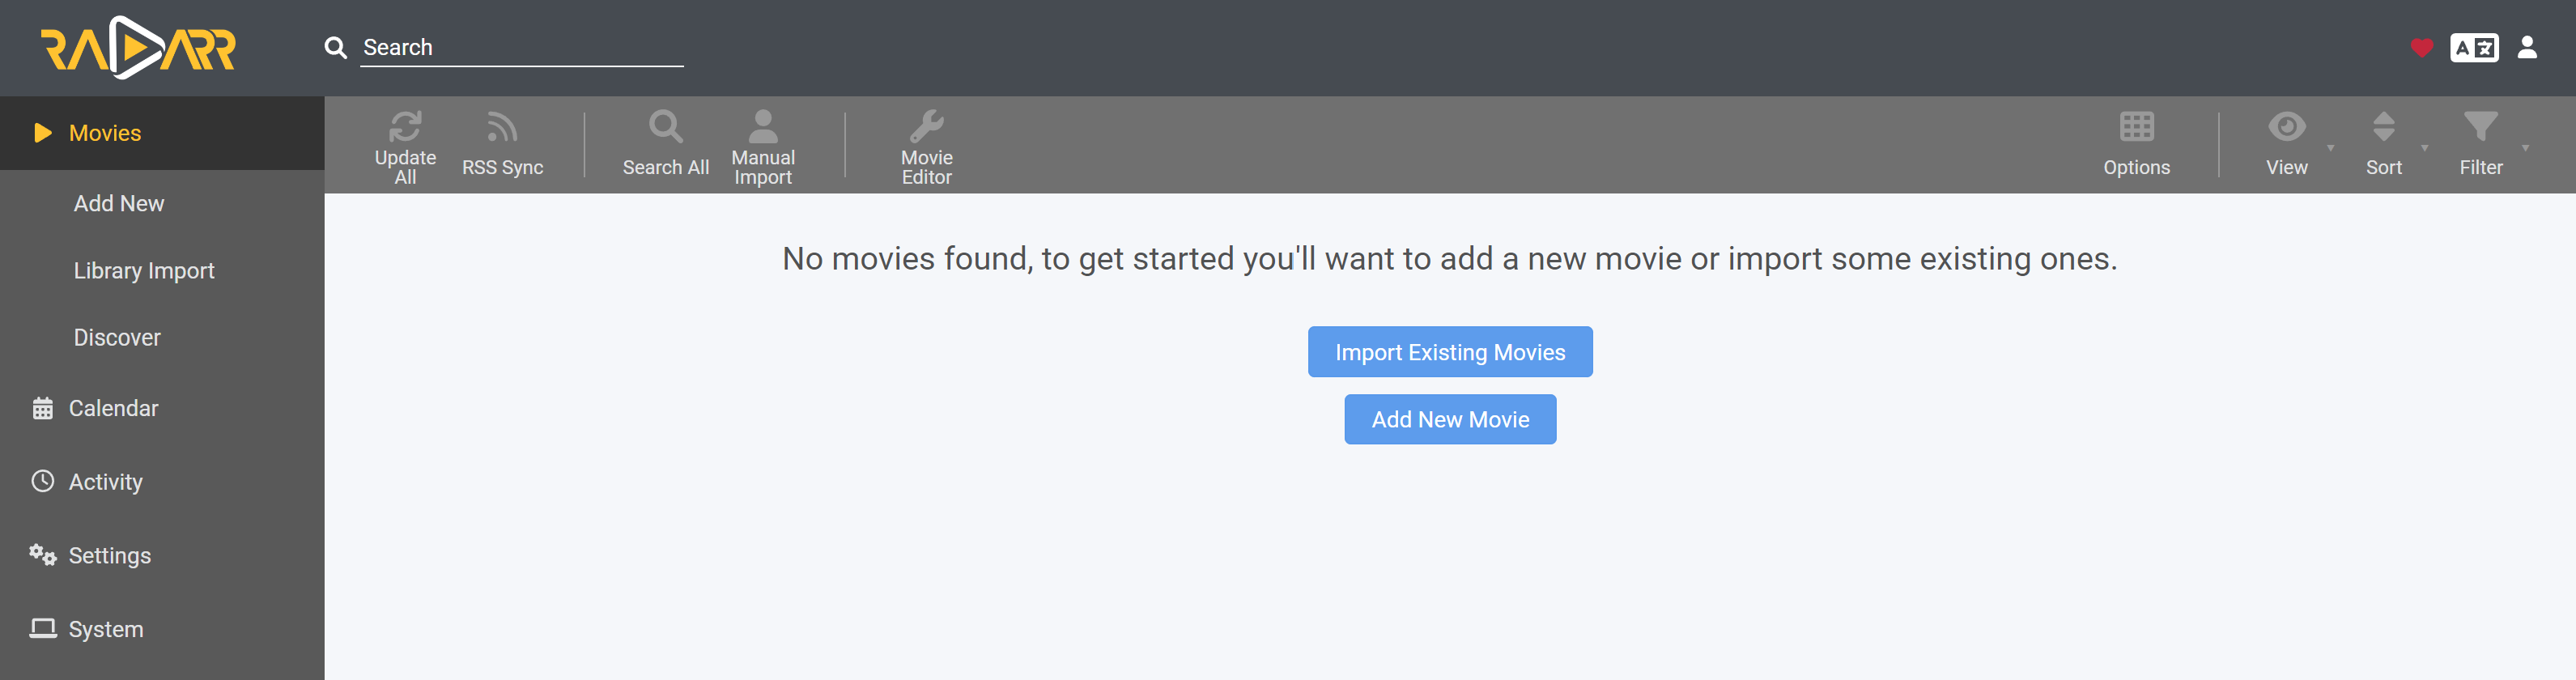 RADARR
Search
A 文
Movies
Add New
Library Import
Discover
Calendar
Activity
Settings
System
Update
All
RSS Sync
Search All
Manual
Import
Movie
Editor
Options
View
Sort
Filter
No movies found, to get started you'll want to add a new movie or import some existing ones.
Import Existing Movies
Add New Movie